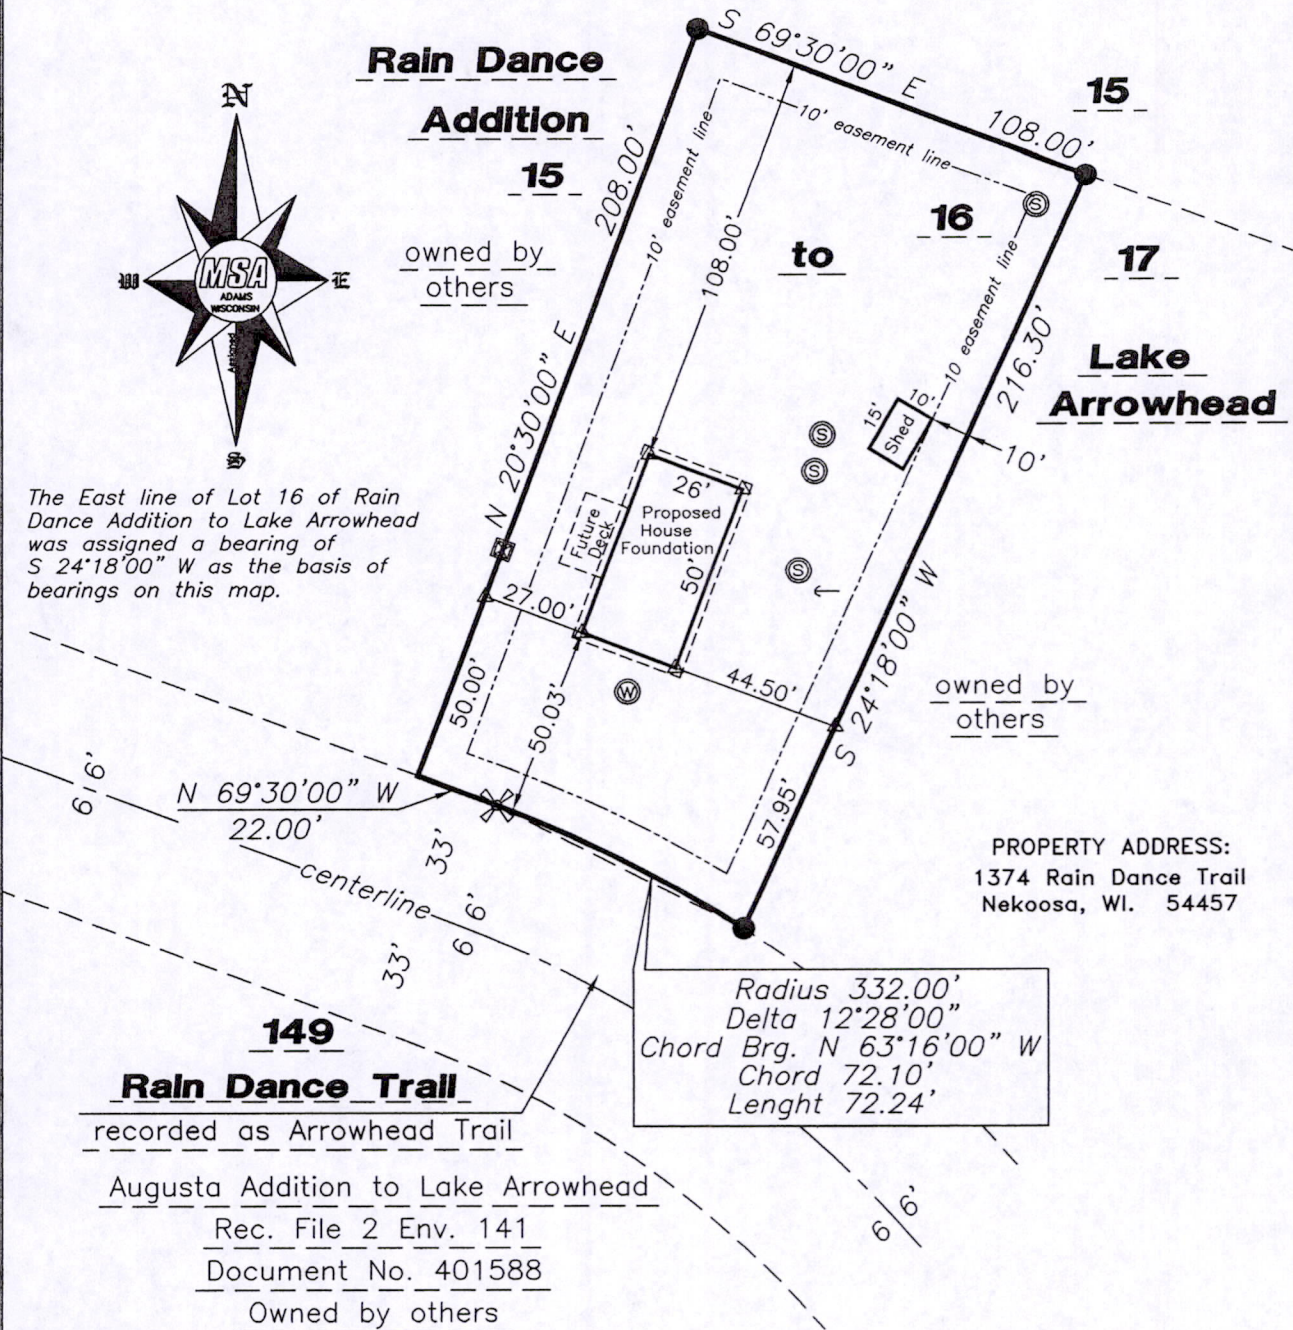 Rain Dance
Addition
15
owned by
others
N
W
E
S
MSA
ADAMS
WISCONSIN
The East line of Lot 16 of Rain
Dance Addition to Lake Arrowhead
was assigned a bearing of
S 24°18'00" W as the basis of
bearings on this map.
S 69°30'00" E
108.00'
15
208.00'
N 20°30'00" E
10' easement line
10' easement line
108.00'
16
to
S
17
10 easement line
216.30'
Lake
Arrowhead
15'
10'
Shed
10'
S
S
26'
Proposed
House
Foundation
50'
Future
Deck
S
27.00'
50.00'
50.03'
W
44.50'
S 24°18'00" W
57.95'
owned by
others
66'
N 69°30'00" W
22.00'
33'
centerline
66'
33'
PROPERTY ADDRESS:
1374 Rain Dance Trail
Nekoosa, WI. 54457
Radius 332.00'
Delta 12°28'00"
Chord Brg. N 63°16'00" W
Chord 72.10'
Lenght 72.24'
149
Rain Dance Trail
recorded as Arrowhead Trail
Augusta Addition to Lake Arrowhead
Rec. File 2 Env. 141
Document No. 401588
Owned by others
66'